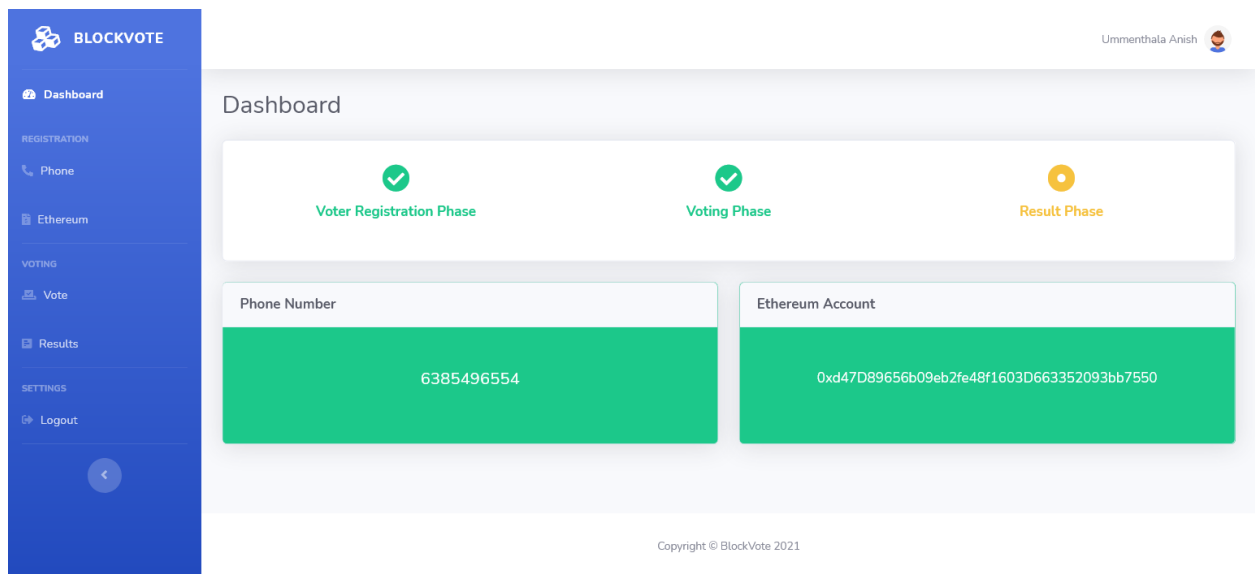 BLOCKVOTE
Ummenthala Anish
Dashboard
Dashboard
REGISTRATION
Phone
Ethereum
VOTING
Vote
Results
SETTINGS
Logout
Voter Registration Phase
Voting Phase
Result Phase
Phone Number
6385496554
Ethereum Account
0xd47D89656b09eb2fe48f1603D663352093bb7550
Copyright © BlockVote 2021